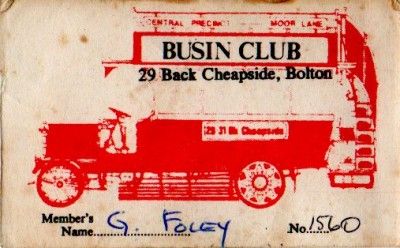 CENTRAL PRECINCT MOOR LANE
BUSIN CLUB
29 Back Cheapside, Bolton
29 31 Bk Cheapside
Member's
Name G. FOLEY No. 1560